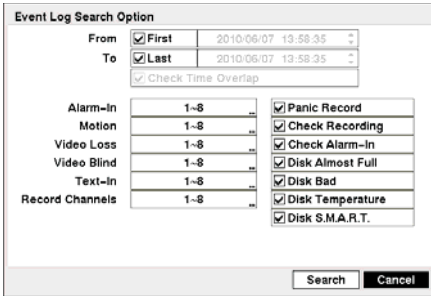 Event Log Search Option
From First 2010/06/07 13:58:35
To Last 2010/06/07 13:58:35
Check Time Overlap
Alarm-In 1~8 ... Panic Record
Motion 1~8 ... Check Recording
Video Loss 1~8 ... Check Alarm-In
Video Blind 1~8 ... Disk Almost Full
Text-In 1~8 ... Disk Bad
Record Channels 1~8 ... Disk Temperature
Disk S.M.A.R.T.
Search Cancel